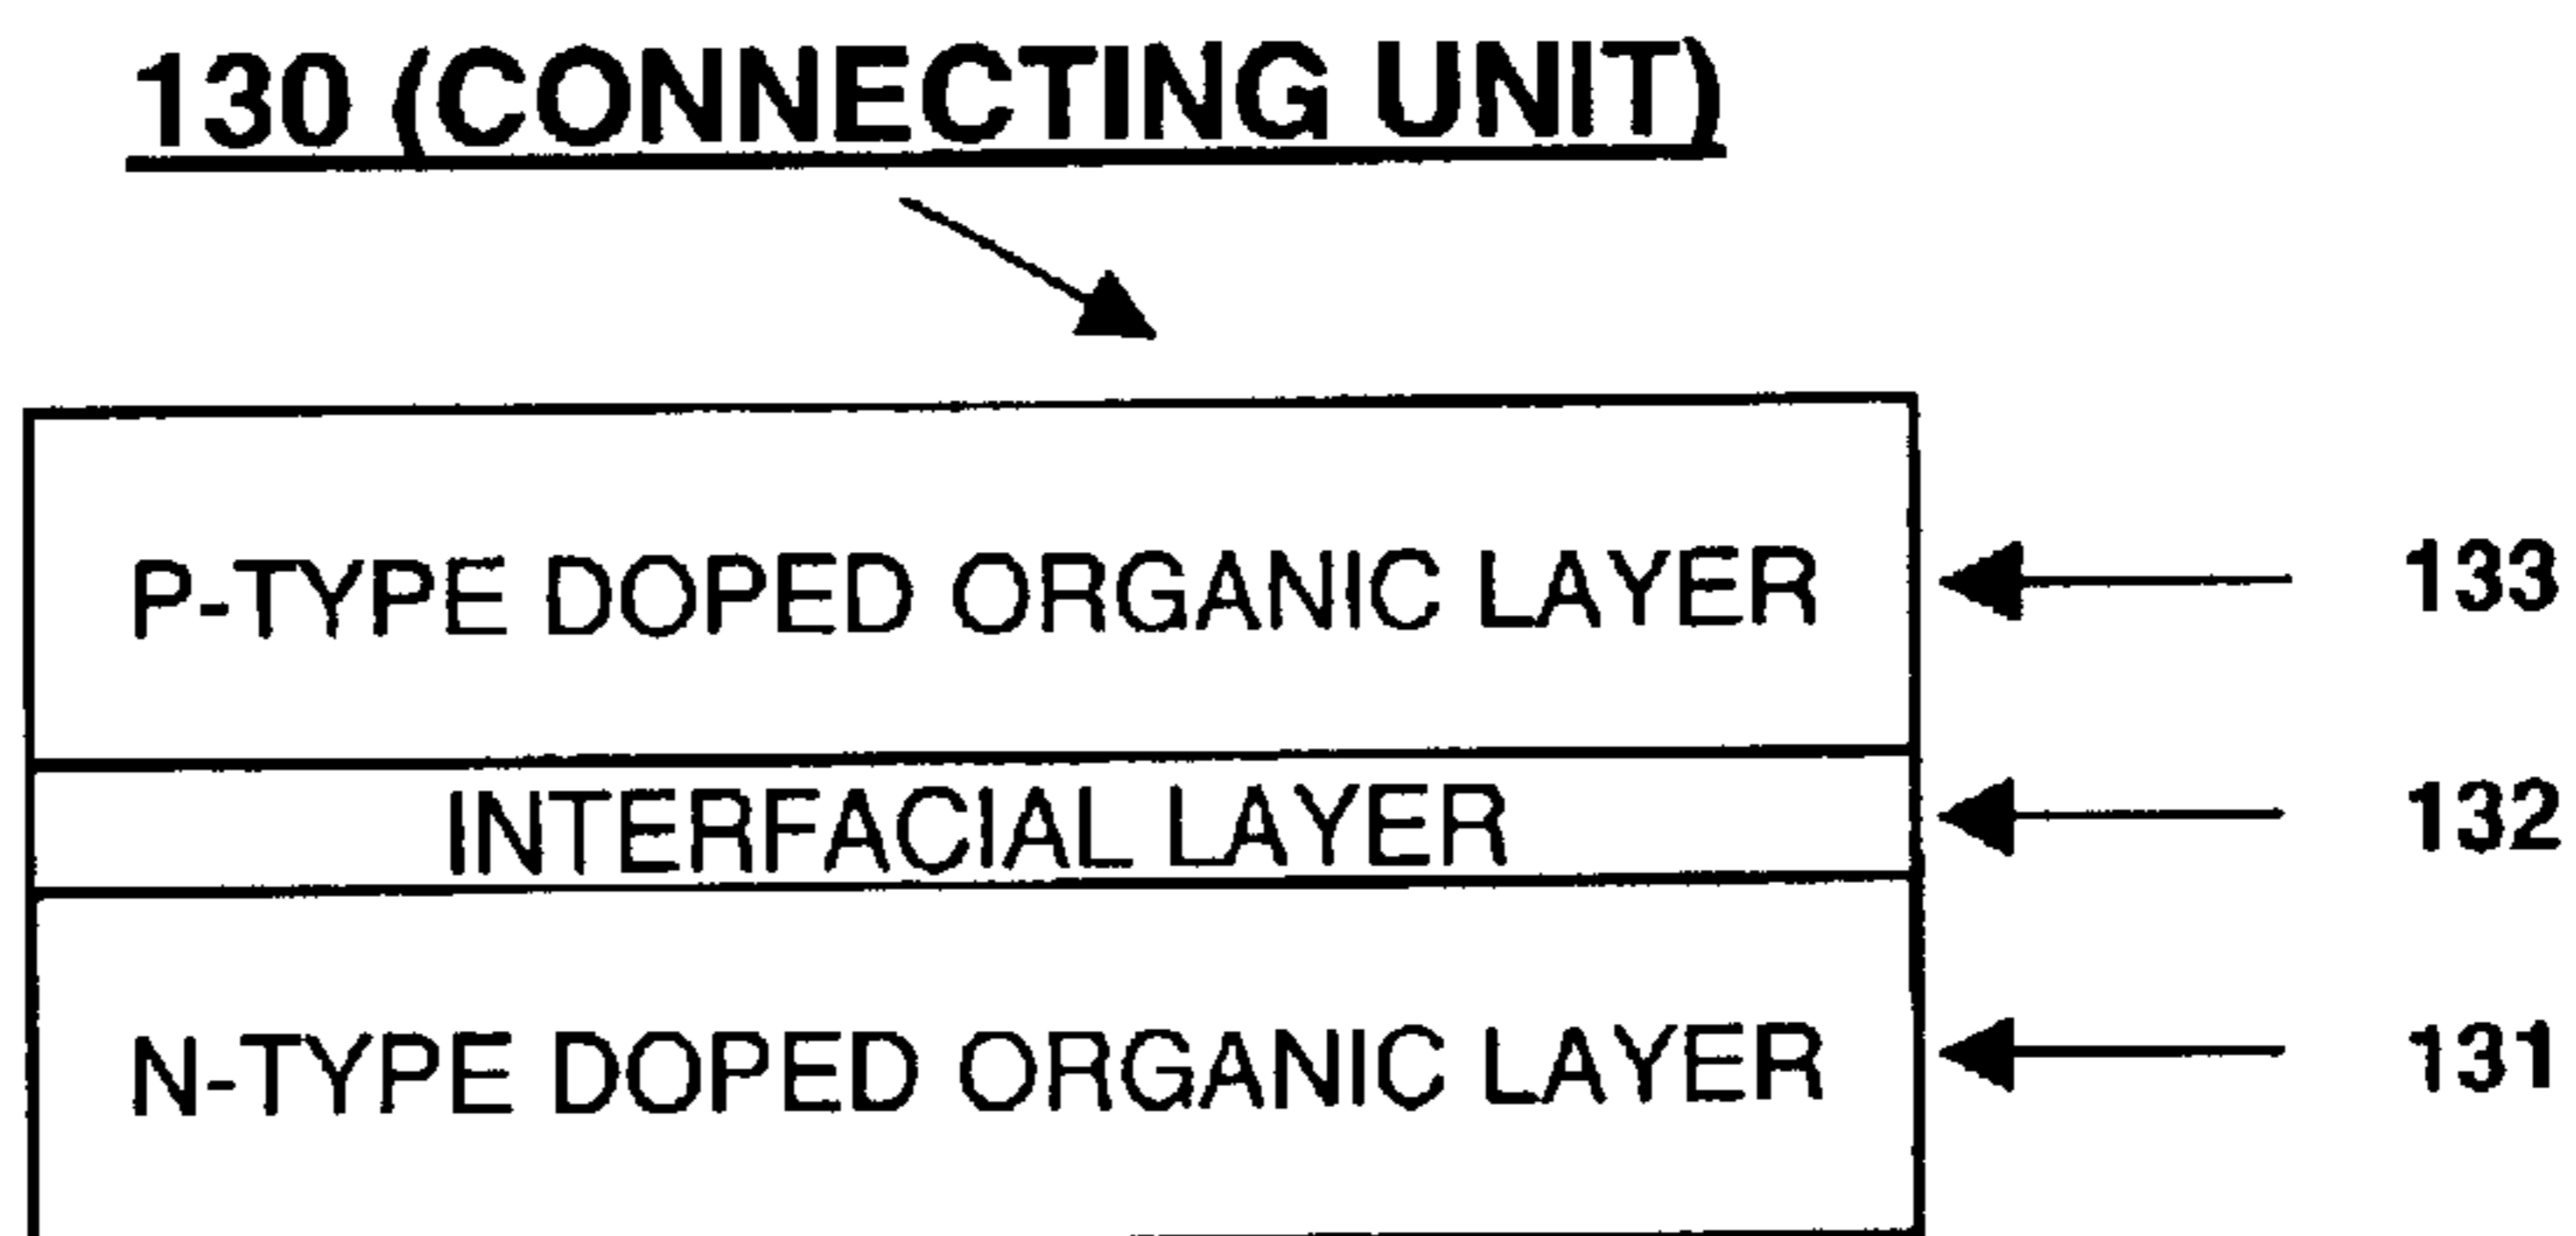 130 (CONNECTING UNIT)
P-TYPE DOPED ORGANIC LAYER 133
INTERFACIAL LAYER 132
N-TYPE DOPED ORGANIC LAYER 131